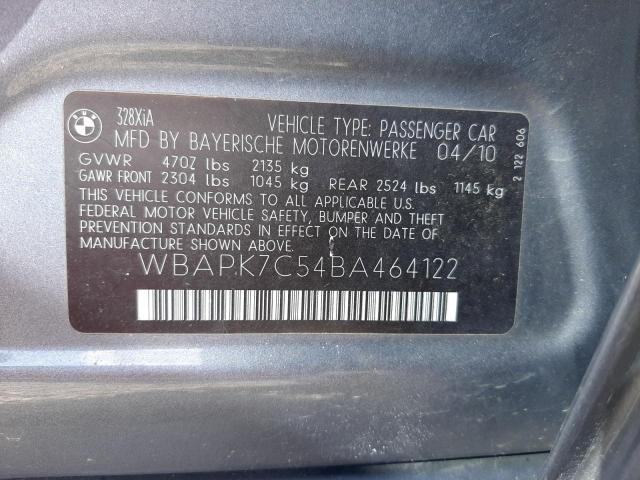 BMW
328XiA
VEHICLE TYPE: PASSENGER CAR
MFD BY BAYERISCHE MOTORENWERKE 04/10
GVWR 4707 lbs 2135 kg
GAWR FRONT 2304 lbs 1045 kg REAR 2524 lbs 1145 kg
THIS VEHICLE CONFORMS TO ALL APPLICABLE U.S.
FEDERAL MOTOR VEHICLE SAFETY, BUMPER AND THEFT
PREVENTION STANDARDS IN EFFECT ON THE DATE OF
MANUFACTURE SHOWN ABOVE.
WBAPK7C54BA464122
2 122 606